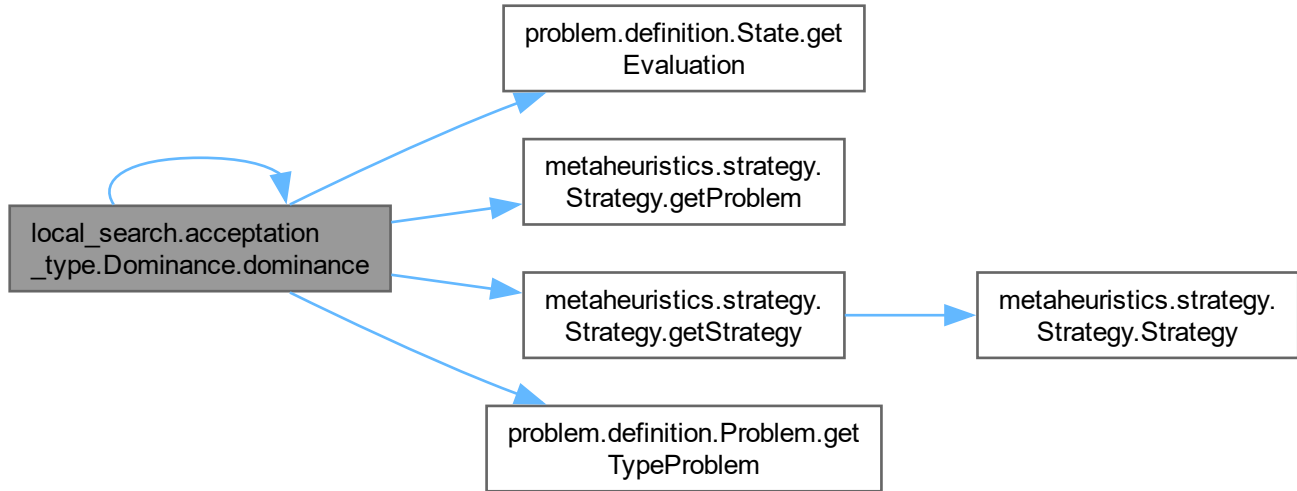 problem.definition.State.get
Evaluation
metaheuristics.strategy.
Strategy.getProblem
local_search.acceptation
_type.Dominance.dominance
metaheuristics.strategy.
Strategy.getStrategy
metaheuristics.strategy.
Strategy.Strategy
problem.definition.Problem.get
TypeProblem